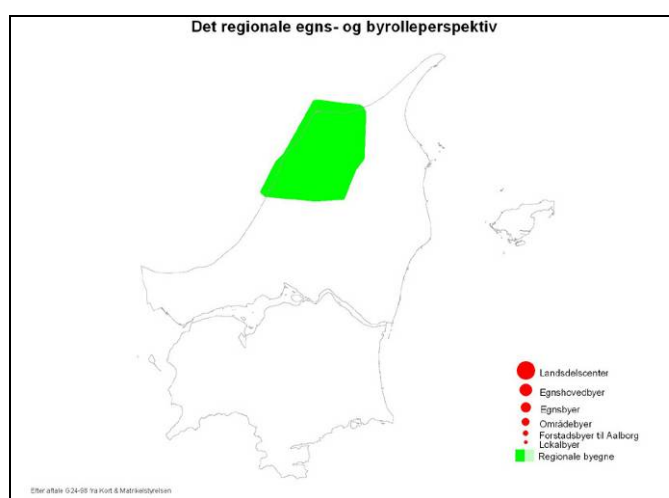 Det regionale egns- og byrolleperspektiv
Landsdelscenter
Egnshovedbyer
Egnsbyer
Områdebyer
Forstadsbyer til Aalborg
Lokalbyer
Regionale byegne
Efter aftale G24-98 fra Kort & Matrikelstyrelsen